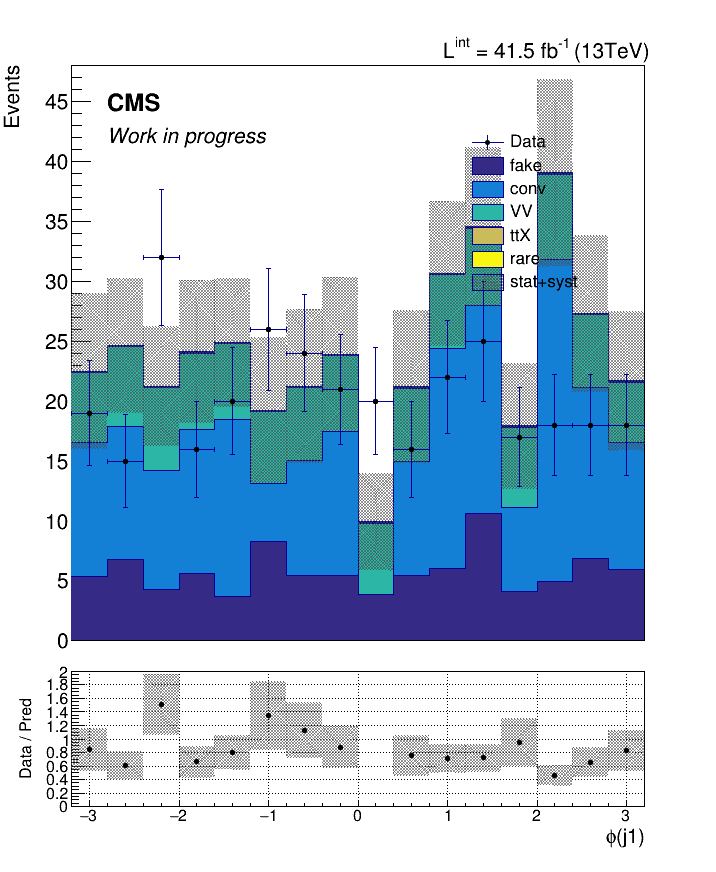 L^int = 41.5 fb^-1 (13TeV)
Events
CMS
Work in progress
Data
fake
conv
VV
ttX
rare
stat+syst
45
40
35
30
25
20
15
10
5
0
Data / Pred
2
1.8
1.6
1.4
1.2
1
0.8
0.6
0.4
0.2
0
−3 −2 −1 0 1 2 3
ϕ(j1)